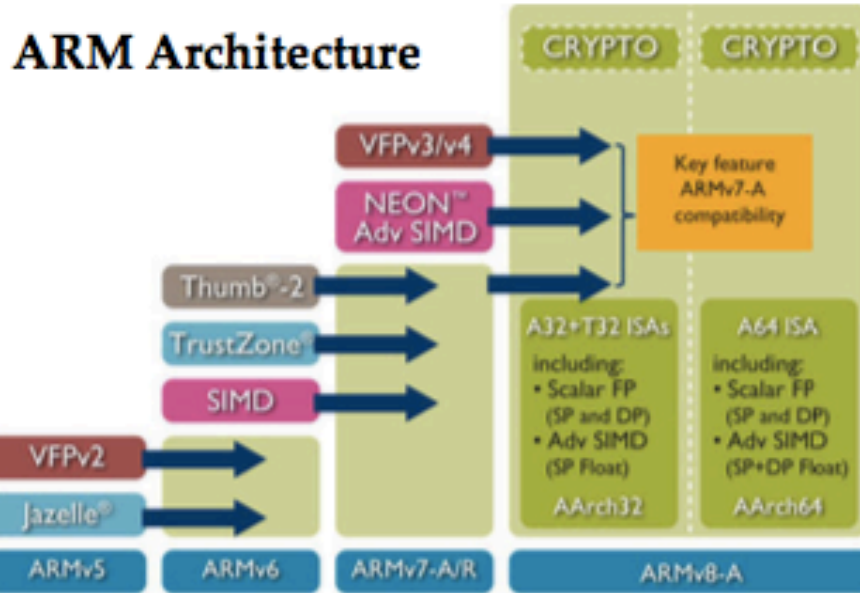 ARM Architecture
CRYPTO
CRYPTO
VFPv3/v4
Key feature
ARMv7-A
compatibility
NEON™
Adv SIMD
Thumb®-2
TrustZone®
SIMD
A32+T32 ISAs
including:
• Scalar FP
(SP and DP)
• Adv SIMD
(SP Float)
AArch32
A64 ISA
including:
• Scalar FP
(SP and DP)
• Adv SIMD
(SP+DP Float)
AArch64
VFPv2
Jazelle®
ARMv5
ARMv6
ARMv7-A/R
ARMv8-A